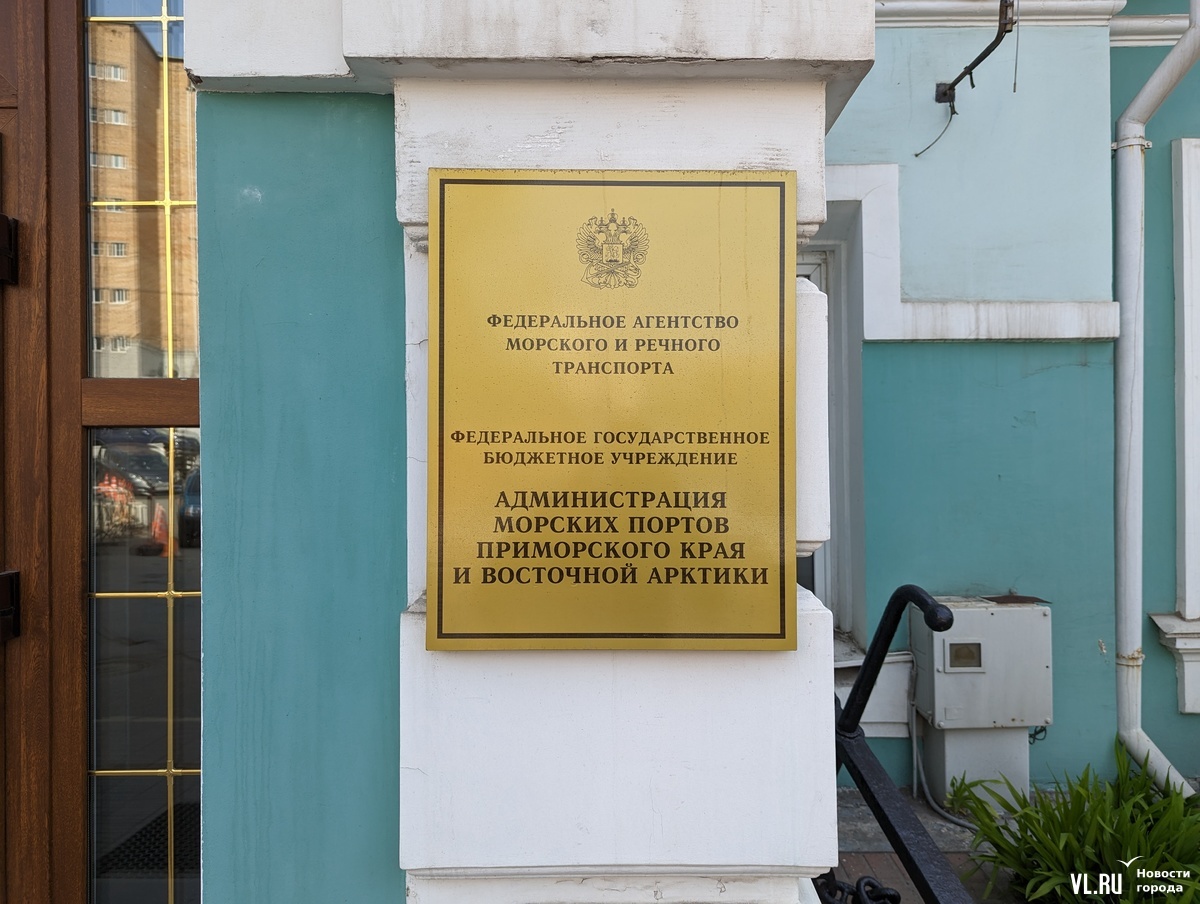 ФЕДЕРАЛЬНОЕ АГЕНТСТВО
МОРСКОГО И РЕЧНОГО
ТРАНСПОРТА
ФЕДЕРАЛЬНОЕ ГОСУДАРСТВЕННОЕ
БЮДЖЕТНОЕ УЧРЕЖДЕНИЕ
АДМИНИСТРАЦИЯ
МОРСКИХ ПОРТОВ
ПРИМОРСКОГО КРАЯ
И ВОСТОЧНОЙ АРКТИКИ
VL.RU
Новости
города